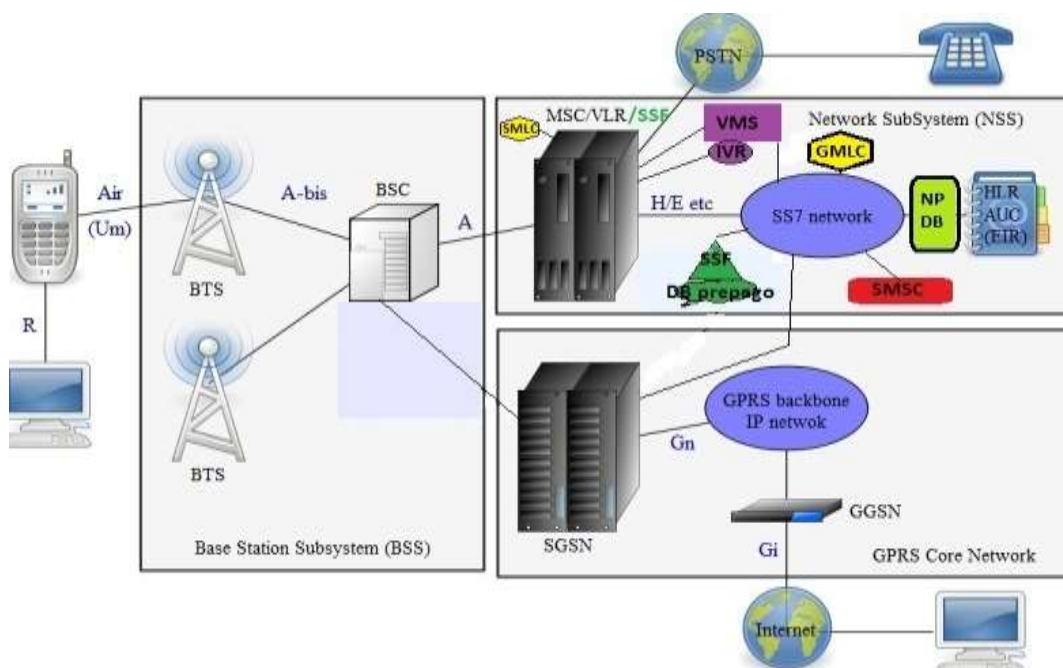 PSTN
MSC/VLR/SSF
SMLC
VMS
IVR
Network SubSystem (NSS)
GMLC
Air
(Um)
A-bis
BSC
A
H/E etc
SS7 network
NP
DB
HLR
AUC
(EIR)
BTS
SSF
DB prepago
SMSC
R
BTS
GPRS backbone
IP netwok
Gn
GGSN
SGSN
Gi
Base Station Subsystem (BSS)
GPRS Core Network
Internet